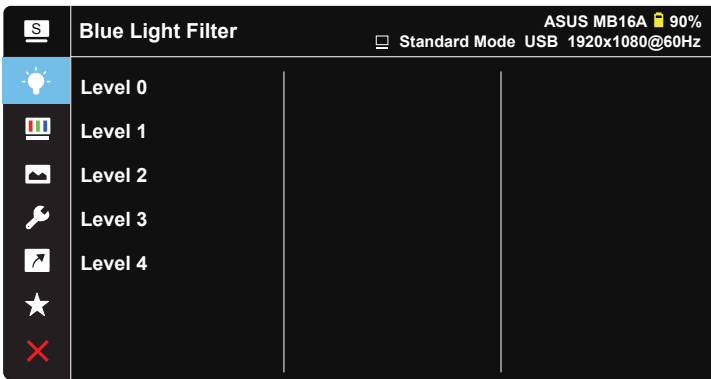 S
Blue Light Filter
ASUS MB16A 90%
Standard Mode USB 1920x1080@60Hz
Level 0
Level 1
Level 2
Level 3
Level 4